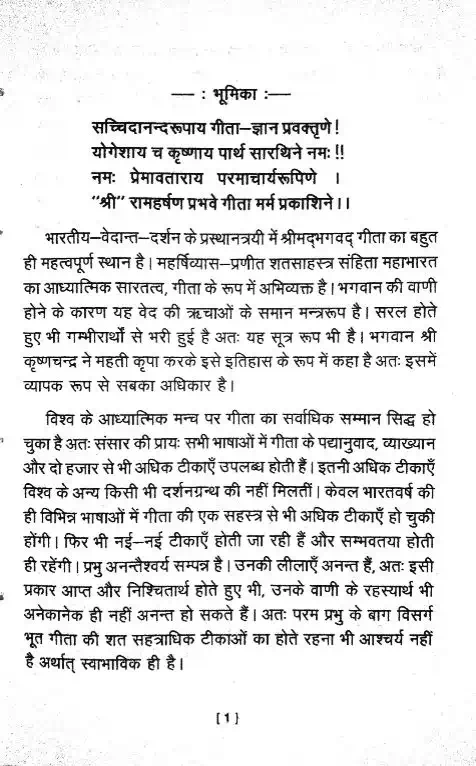 —: भूमिका :—
सच्चिदानन्दरूपाय गीता—ज्ञान प्रवक्तृणे!
योगेशाय च कृष्णाय पार्थ सारथिने नमः!!
नमः प्रेमावताराय परमाचार्यरूपिणे ।
“श्री” रामहर्षण प्रभवे गीता मर्म प्रकाशिने।।
भारतीय—वेदान्त—दर्शन के प्रस्थानत्रयी में श्रीमद्भगवद् गीता का बहुत
ही महत्वपूर्ण स्थान है। महर्षिव्यास—प्रणीत शतसाहस्त्र संहिता महाभारत
का आध्यात्मिक सारतत्व, गीता के रूप में अभिव्यक्त है। भगवान की वाणी
होने के कारण यह वेद की ऋचाओं के समान मन्त्ररूप है। सरल होते
हुए भी गम्भीरार्थों से भरी हुई है अतः यह सूत्र रूप भी है। भगवान श्री
कृष्णचन्द्र ने महती कृपा करके इसे इतिहास के रूप में कहा है अतः इसमें
व्यापक रूप से सबका अधिकार है।
विश्व के आध्यात्मिक मन्च पर गीता का सर्वाधिक सम्मान सिद्ध हो
चुका है अतः संसार की प्रायः सभी भाषाओं में गीता के पद्यानुवाद, व्याख्यान
और दो हजार से भी अधिक टीकाएँ उपलब्ध होती हैं। इतनी अधिक टीकाएँ
विश्व के अन्य किसी भी दर्शनग्रन्थ की नहीं मिलतीं। केवल भारतवर्ष की
ही विभिन्न भाषाओं में गीता की एक सहस्त्र से भी अधिक टीकाएँ हो चुकी
होंगी। फिर भी नई—नई टीकाएँ होती जा रही हैं और सम्भवतया होती
ही रहेंगी। प्रभु अनन्तैश्वर्य सम्पन्न है। उनकी लीलाएँ अनन्त हैं, अतः इसी
प्रकार आप्त और निश्चितार्थ होते हुए भी, उनके वाणी के रहस्यार्थ भी
अनेकानेक ही नहीं अनन्त हो सकते हैं। अतः परम प्रभु के बाग विसर्ग
भूत गीता की शत सहत्राधिक टीकाओं का होते रहना भी आश्चर्य नहीं
है अर्थात् स्वाभाविक ही है।
[1]